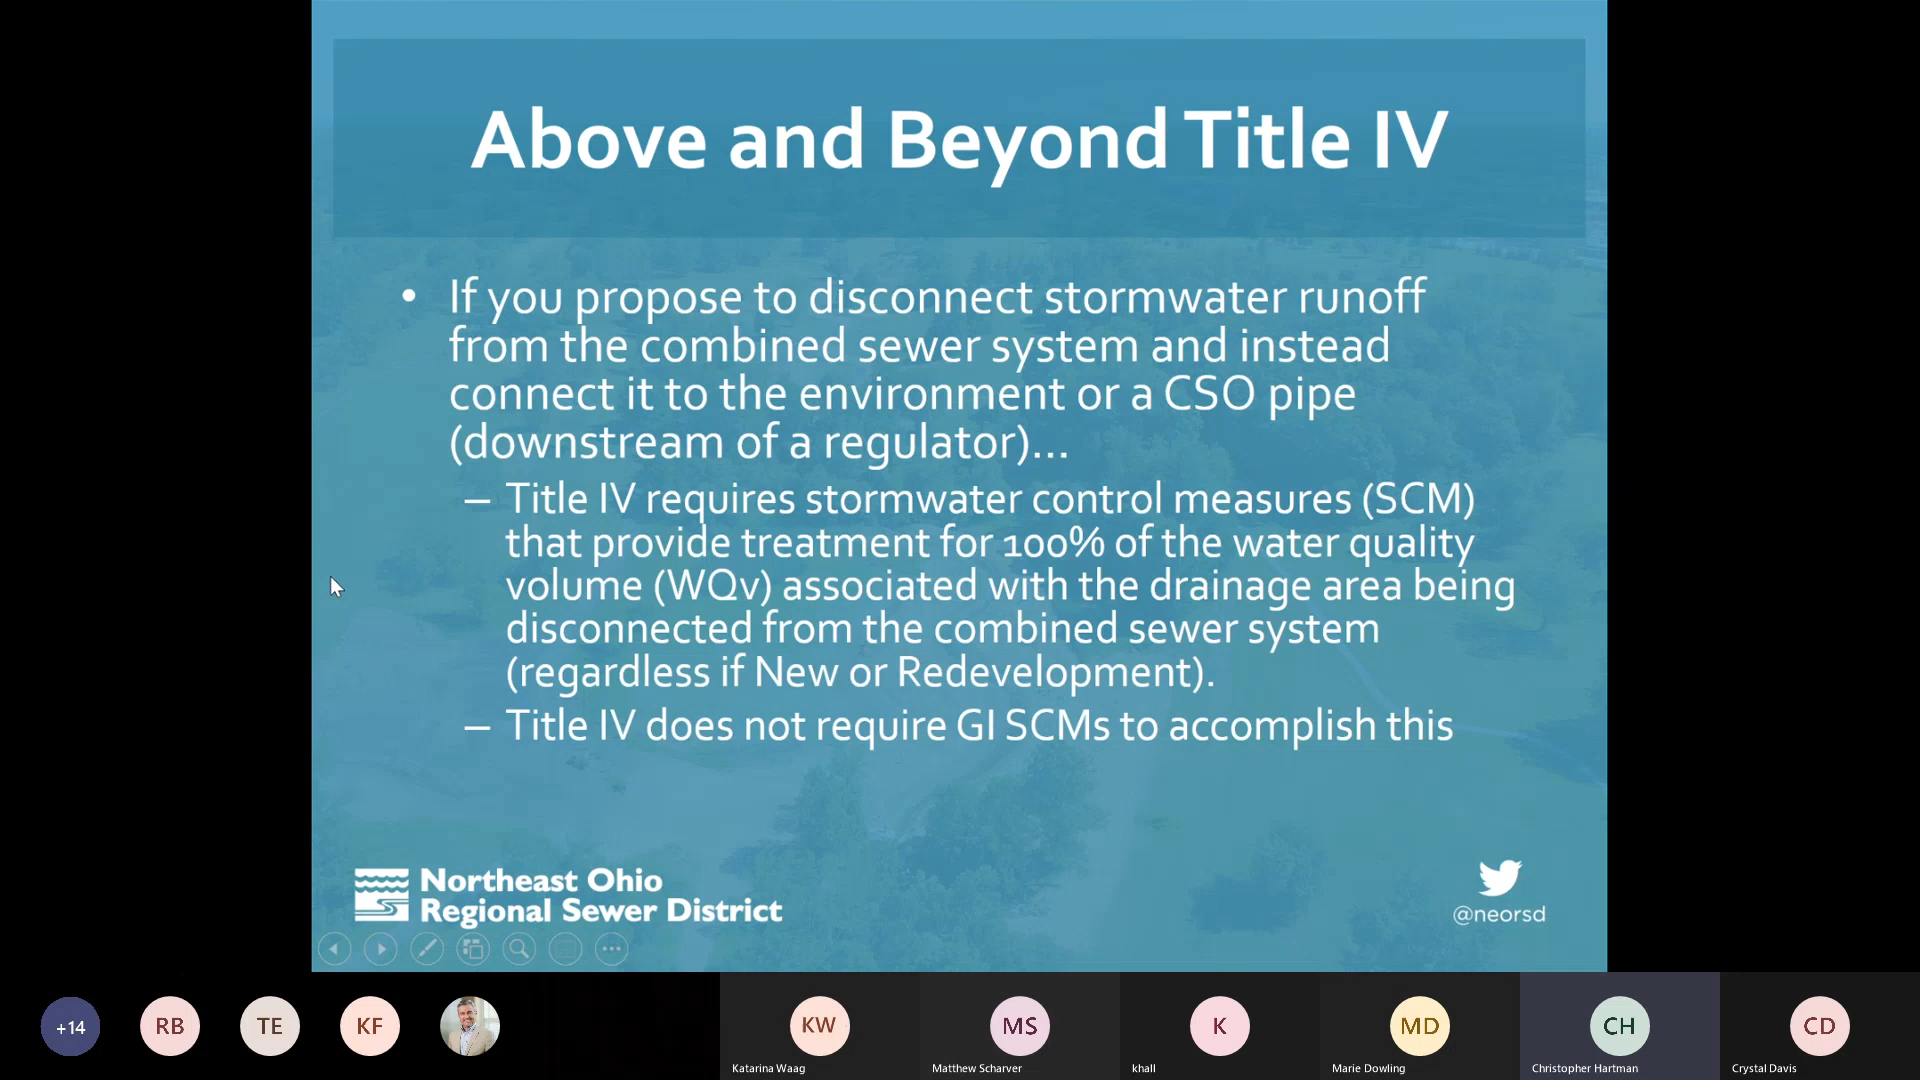 Above and Beyond Title IV
• If you propose to disconnect stormwater runoff
from the combined sewer system and instead
connect it to the environment or a CSO pipe
(downstream of a regulator)...
– Title IV requires stormwater control measures (SCM)
that provide treatment for 100% of the water quality
volume (WQv) associated with the drainage area being
disconnected from the combined sewer system
(regardless if New or Redevelopment).
– Title IV does not require GI SCMs to accomplish this
Northeast Ohio
Regional Sewer District
@neorsd
+14
RB
TE
KF
KW
MS
K
MD
CH
CD
Katarina Waag
Matthew Scharver
khall
Marie Dowling
Christopher Hartman
Crystal Davis